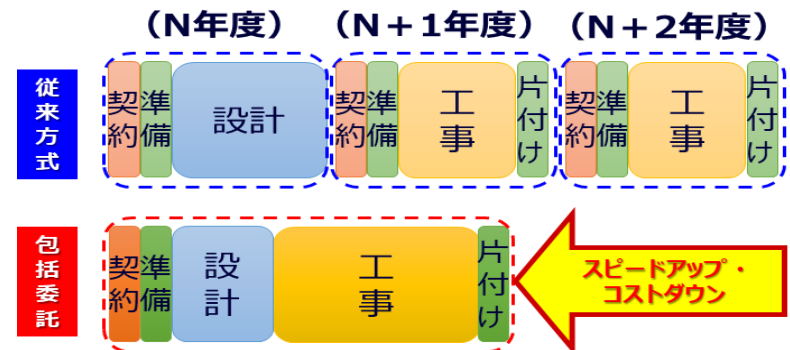 （N年度） （N＋1年度） （N＋2年度）
従来方式
契約 準備 設計 契約 準備 工事 片付け 契約 準備 工事 片付け
包括委託
契約 準備 設計 工事 片付け
スピードアップ・
コストダウン